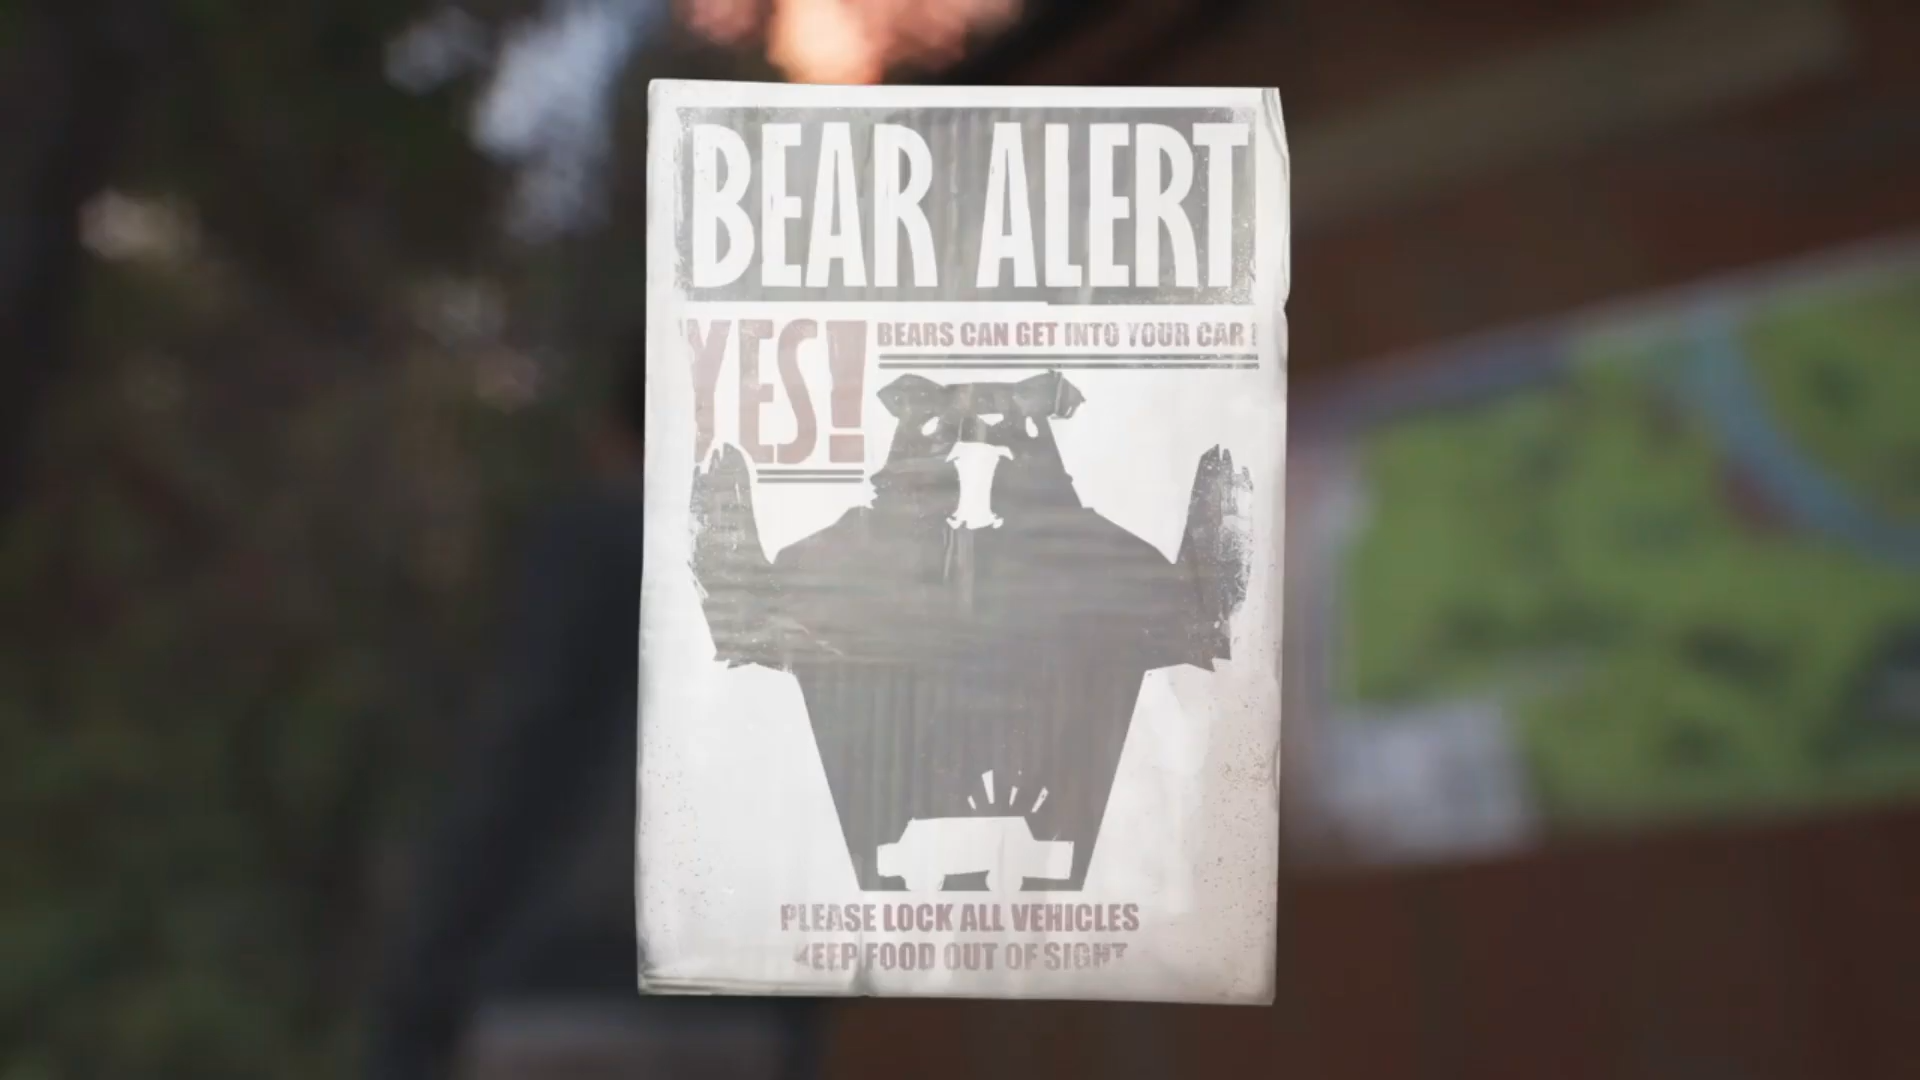 BEAR ALERT
YES!
BEARS CAN GET INTO YOUR CAR !
PLEASE LOCK ALL VEHICLES
KEEP FOOD OUT OF SIGHT